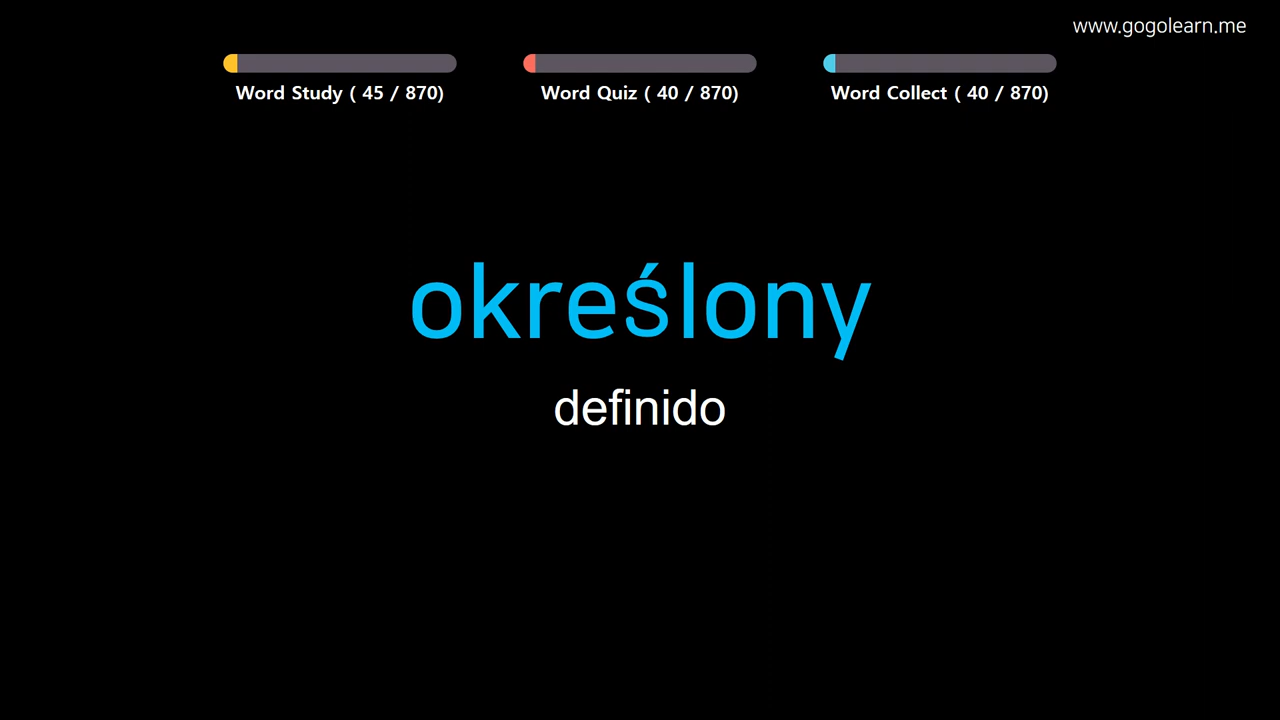 www.gogolearn.me
Word Study ( 45 / 870)
Word Quiz ( 40 / 870)
Word Collect ( 40 / 870)
określony
definido